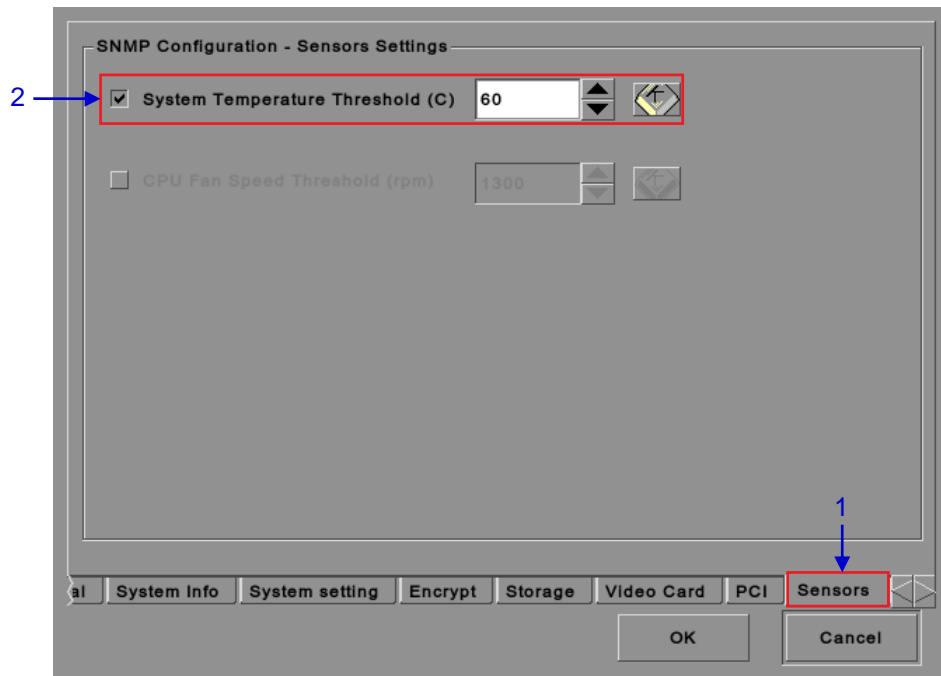 SNMP Configuration - Sensors Settings
2
System Temperature Threshold (C) 60
CPU Fan Speed Threshold (rpm) 1300
1
al System Info System setting Encrypt Storage Video Card PCI Sensors
OK Cancel